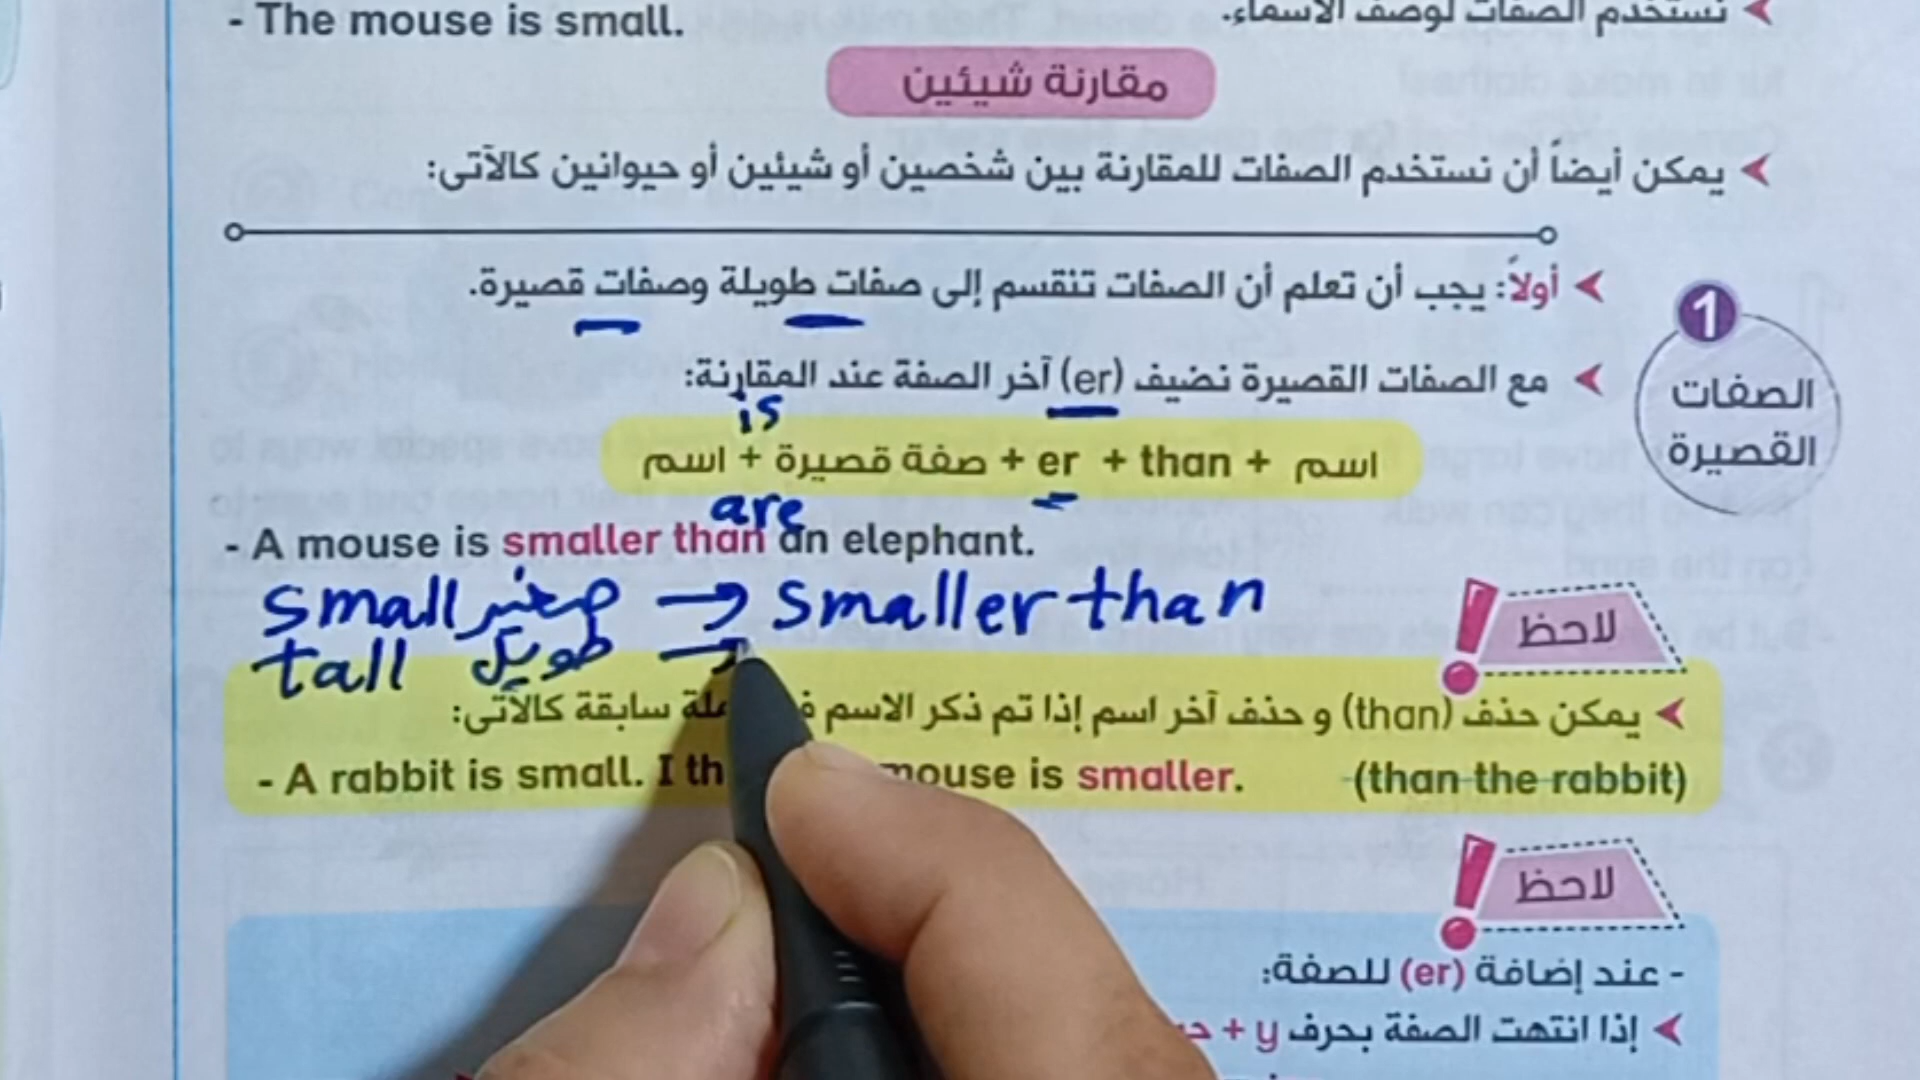 - The mouse is small.
نستخدم الصفات لوصف الأسماء.
مقارنة شيئين
يمكن أيضاً أن نستخدم الصفات للمقارنة بين شخصين أو شيئين أو حيوانين كالآتى:
1
الصفات
القصيرة
أولاً: يجب أن تعلم أن الصفات تنقسم إلى صفات طويلة وصفات قصيرة.
مع الصفات القصيرة نضيف (er) آخر الصفة عند المقارنة:
is
اسم + صفة قصيرة + er + than + اسم
are
- A mouse is smaller than an elephant.
small صغير → smaller than
tall طويل →
لاحظ
يمكن حذف (than) و حذف آخر اسم إذا تم ذكر الاسم سابقة كالآتى:
- A rabbit is small. I mouse is smaller. (than the rabbit)
لاحظ
- عند إضافة (er) للصفة:
إذا انتهت الصفة بحرف y +